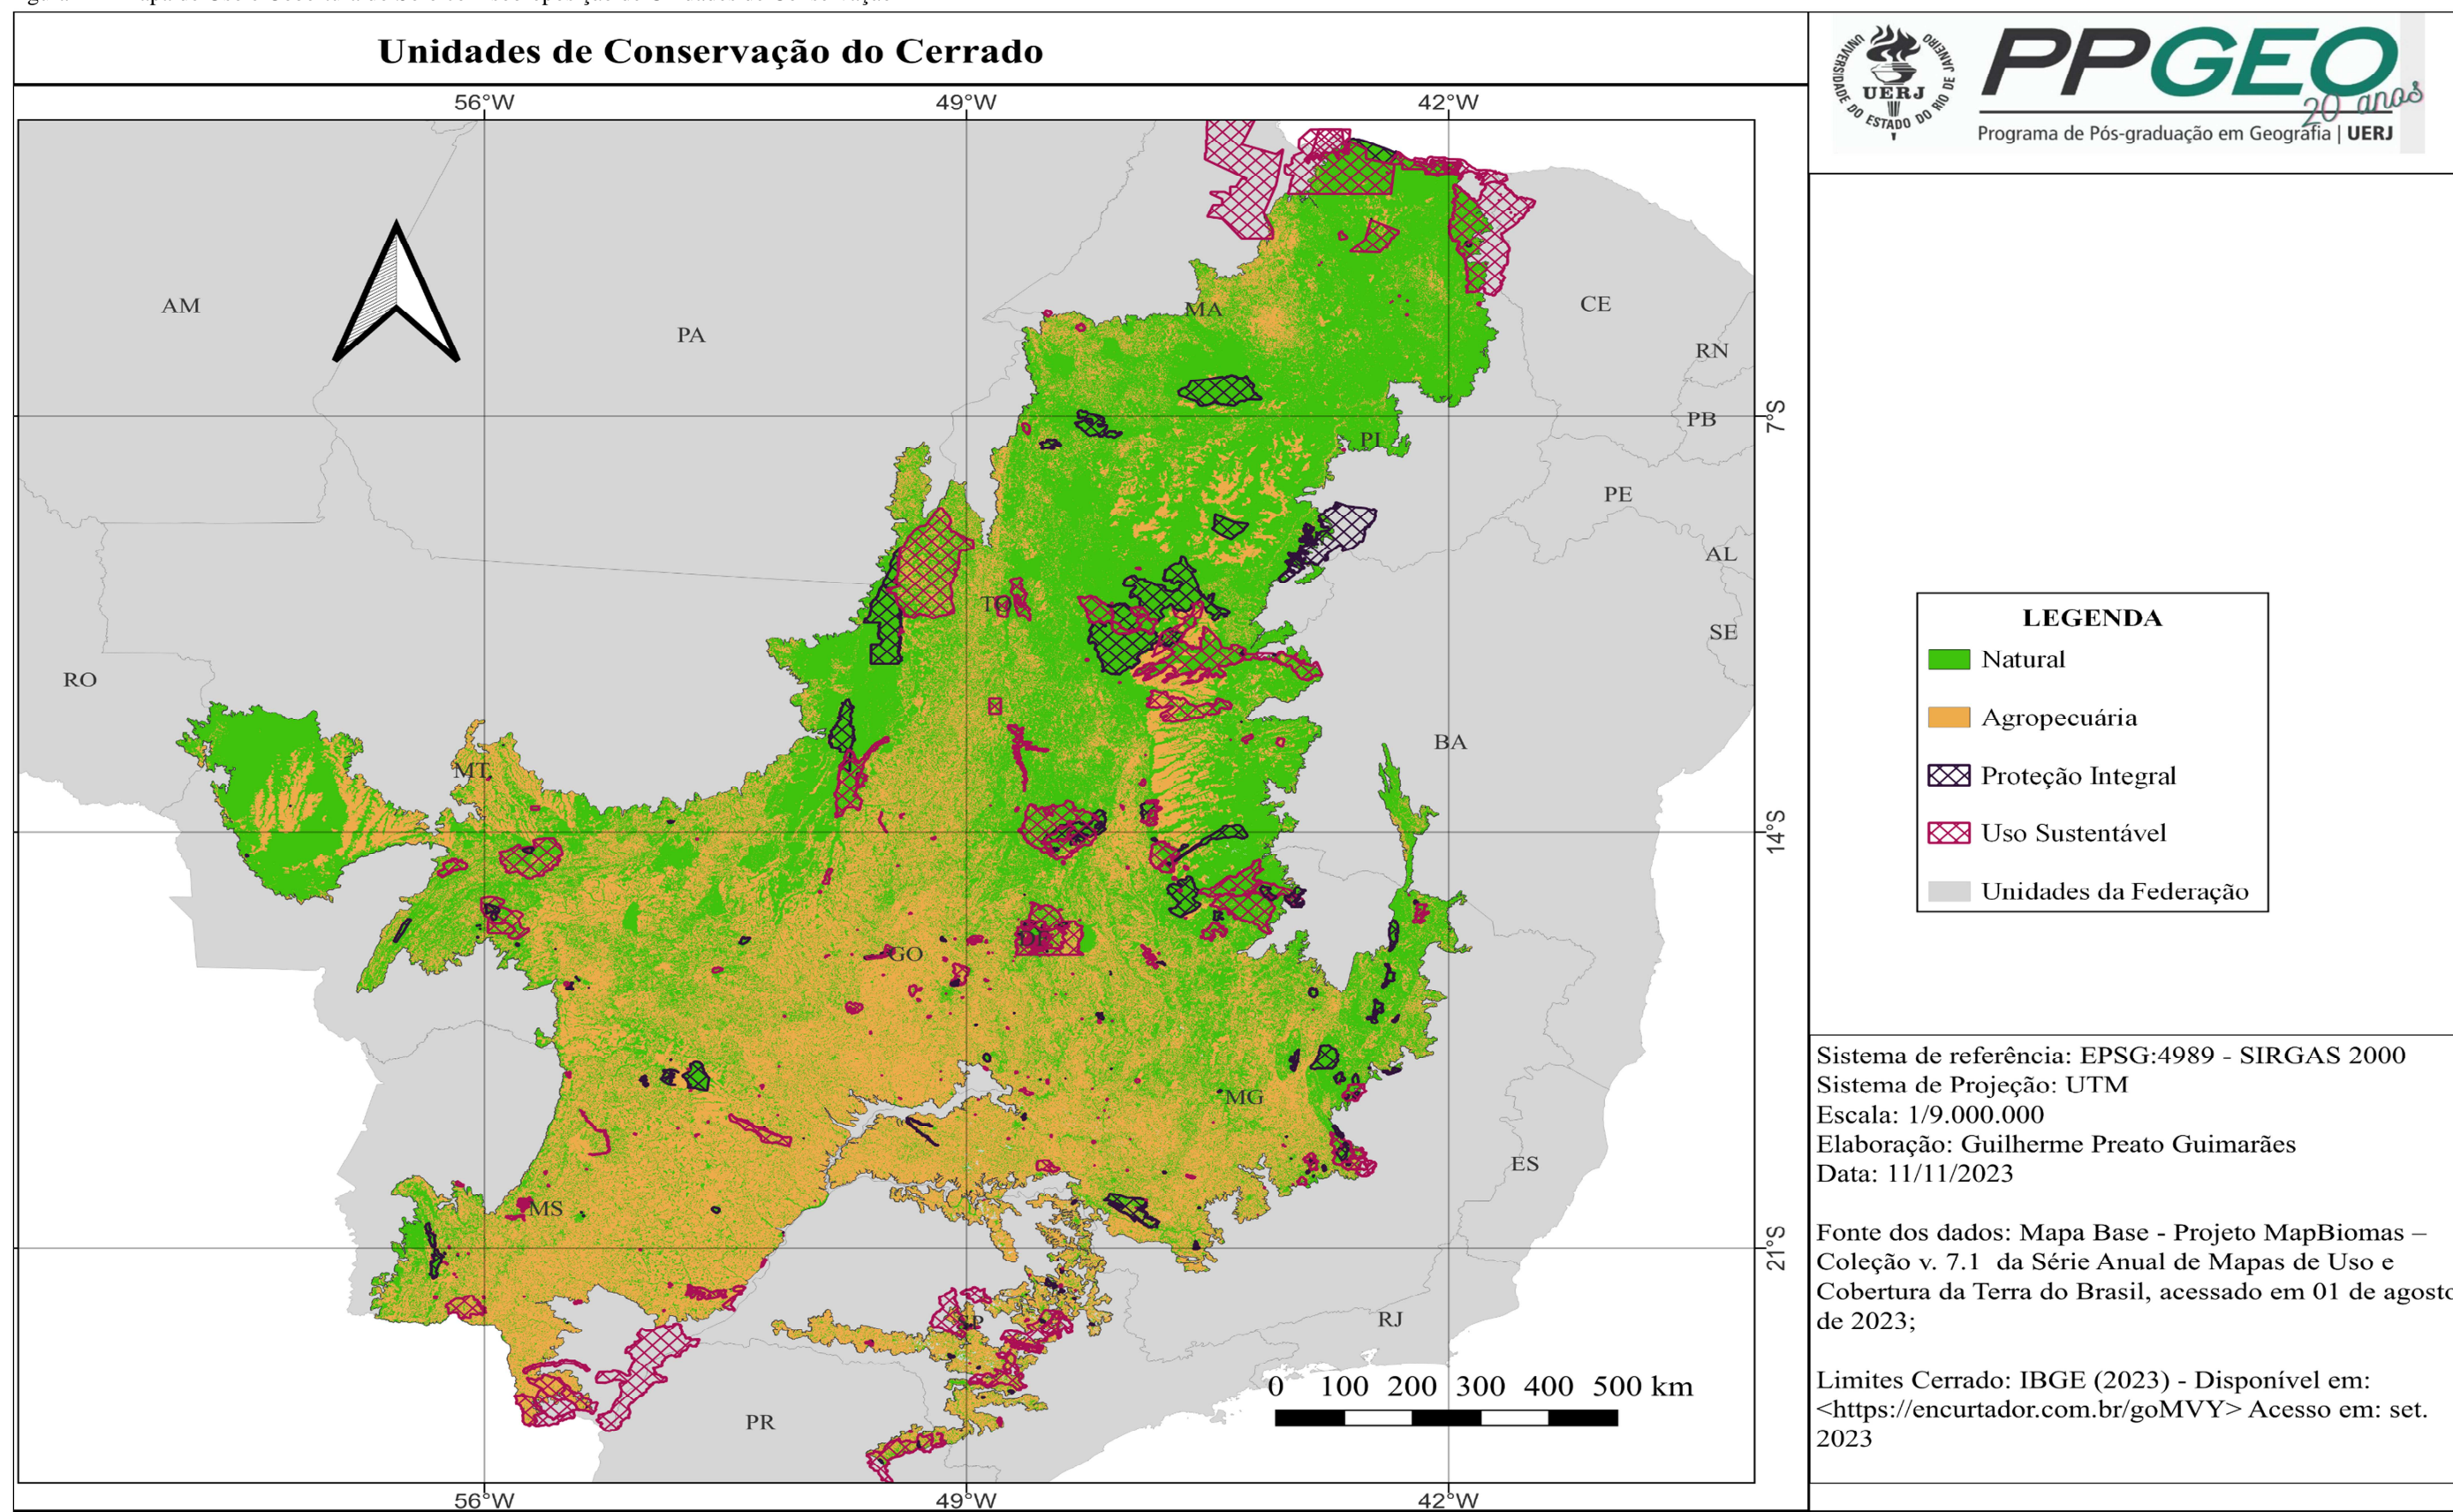 Unidades de Conservação do Cerrado
UERJ
UNIVERSIDADE DO ESTADO DO RIO DE JANEIRO
PPGEO
20 anos
Programa de Pós-graduação em Geografia | UERJ
56°W 49°W 42°W
AM
PA
MA
CE
RN
PB
7°S
PI
PE
AL
TO
SE
RO
BA
MT
14°S
DF
GO
MG
ES
MS
21°S
SP
RJ
PR
0 100 200 300 400 500 km
56°W 49°W 42°W
LEGENDA
Natural
Agropecuária
Proteção Integral
Uso Sustentável
Unidades da Federação
Sistema de referência: EPSG:4989 - SIRGAS 2000
Sistema de Projeção: UTM
Escala: 1/9.000.000
Elaboração: Guilherme Preato Guimarães
Data: 11/11/2023
Fonte dos dados: Mapa Base - Projeto MapBiomas –
Coleção v. 7.1 da Série Anual de Mapas de Uso e
Cobertura da Terra do Brasil, acessado em 01 de agosto
de 2023;
Limites Cerrado: IBGE (2023) - Disponível em:
<https://encurtador.com.br/goMVY> Acesso em: set.
2023